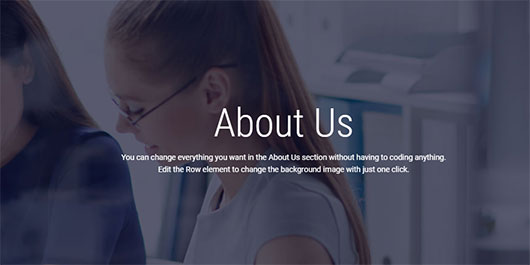 About Us
You can change everything you want in the About Us section without having to coding anything.
Edit the Row element to change the background image with just one click.